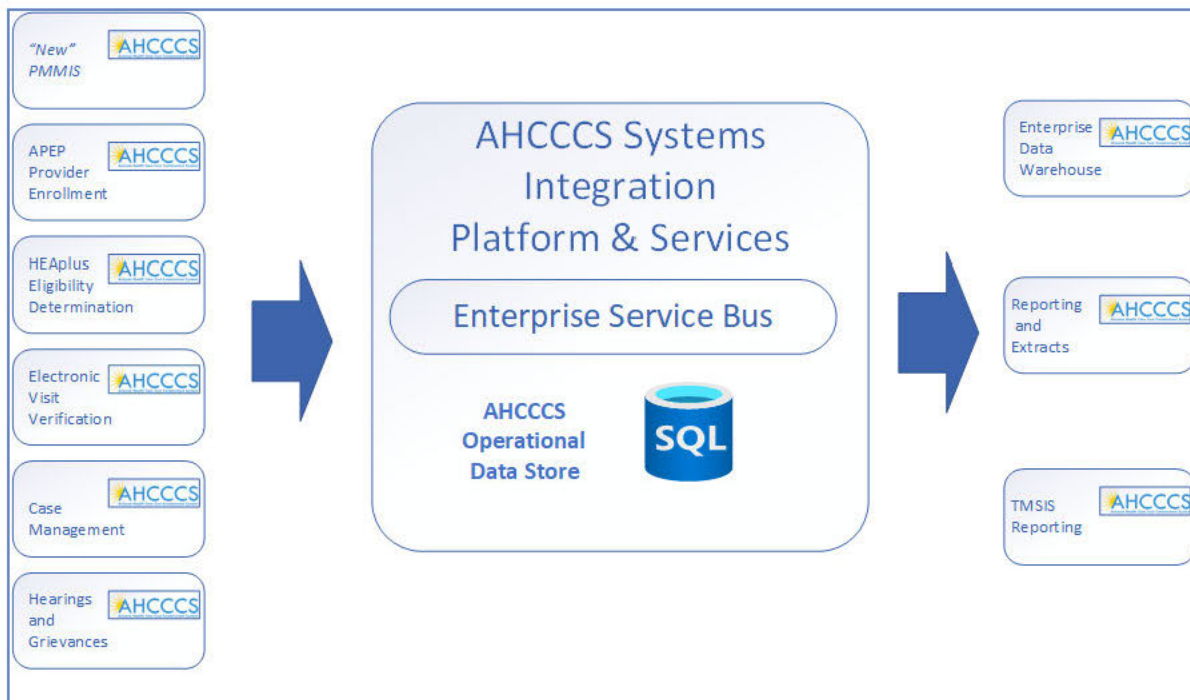 "New"
PMMIS
AHCCCS
APEP
Provider
Enrollment
AHCCCS
HEAplus
Eligibility
Determination
AHCCCS
Electronic
Visit
Verification
AHCCCS
Case
Management
AHCCCS
Hearings
and
Grievances
AHCCCS
AHCCCS Systems
Integration
Platform & Services
Enterprise Service Bus
AHCCCS
Operational
Data Store
SQL
Enterprise
Data
Warehouse
AHCCCS
Reporting
and
Extracts
AHCCCS
TMSIS
Reporting
AHCCCS